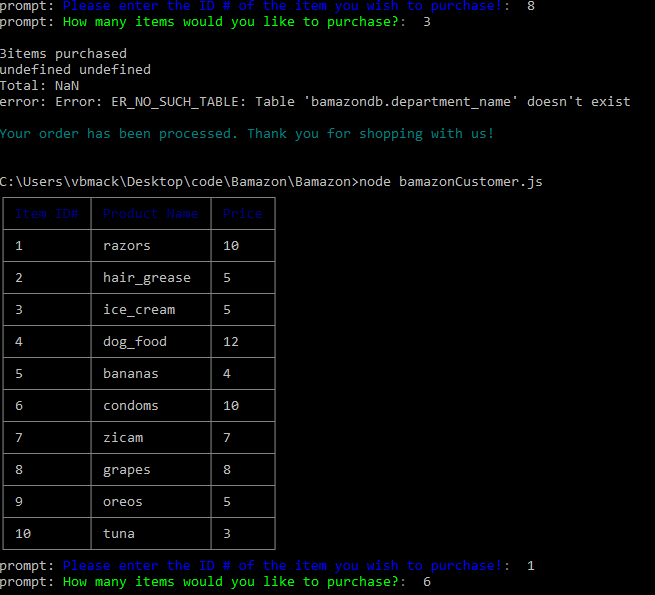 prompt: Please enter the ID # of the item you wish to purchase!:  8
prompt: How many items would you like to purchase?:  3
3items purchased
undefined undefined
Total: NaN
error: Error: ER_NO_SUCH_TABLE: Table 'bamazondb.department_name' doesn't exist
Your order has been processed. Thank you for shopping with us!
C:\Users\vbmack\Desktop\code\Bamazon\Bamazon>node bamazonCustomer.js
Item ID# Product Name Price
1 razors 10
2 hair_grease 5
3 ice_cream 5
4 dog_food 12
5 bananas 4
6 condoms 10
7 zicam 7
8 grapes 8
9 oreos 5
10 tuna 3
prompt: Please enter the ID # of the item you wish to purchase!:  1
prompt: How many items would you like to purchase?:  6